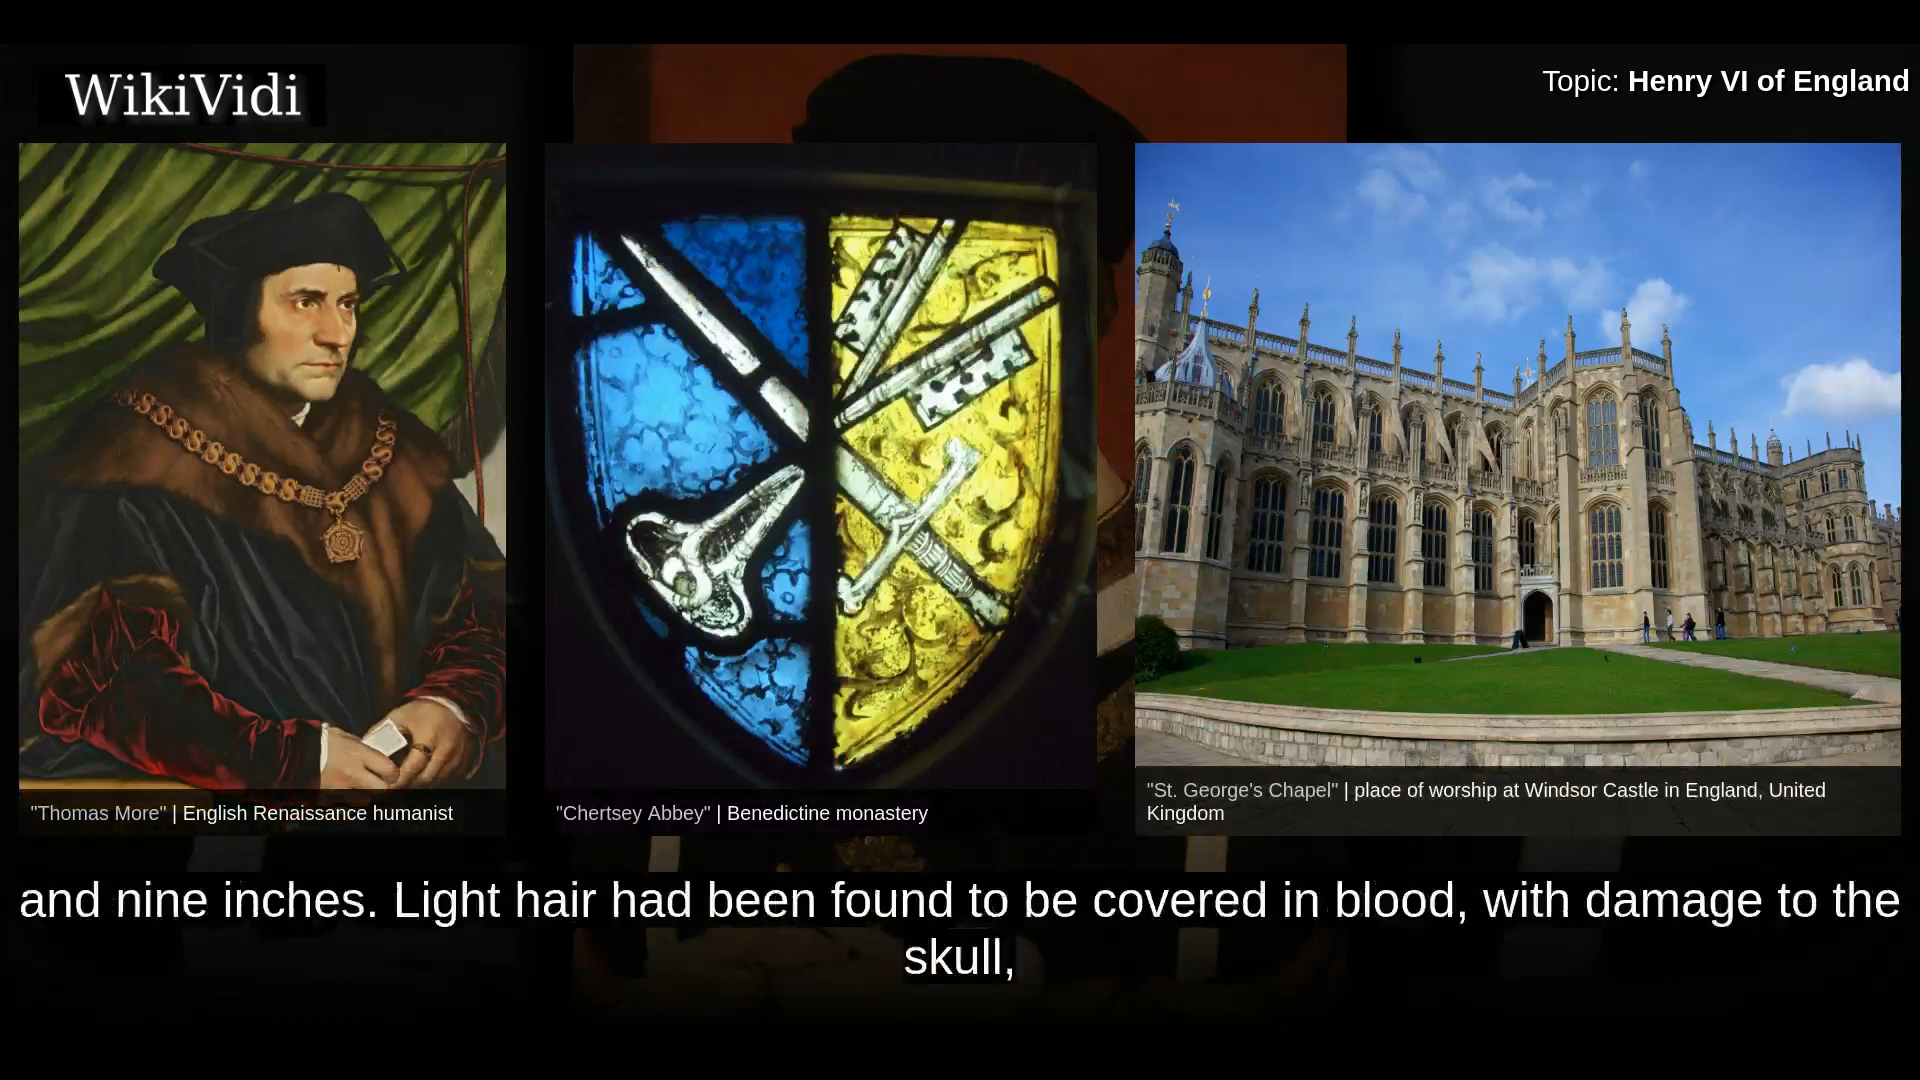 WikiVidi
Topic: Henry VI of England
"Thomas More" | English Renaissance humanist
"Chertsey Abbey" | Benedictine monastery
"St. George's Chapel" | place of worship at Windsor Castle in England, United
Kingdom
and nine inches. Light hair had been found to be covered in blood, with damage to the
skull,